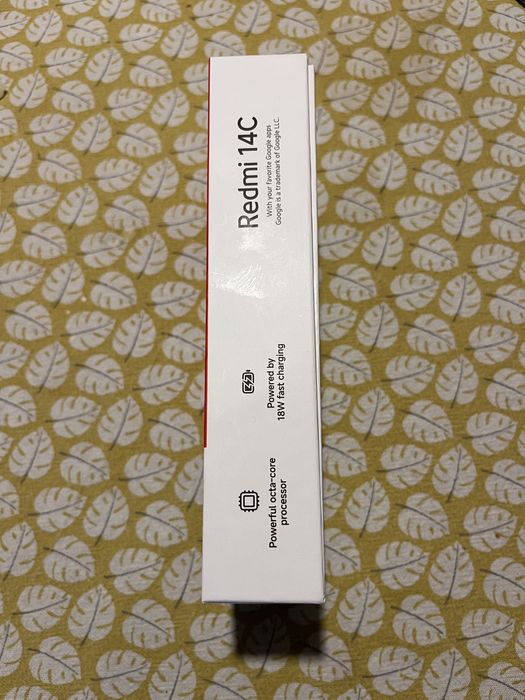 Redmi 14C
With your favorite Google apps
Google is a trademark of Google LLC.
Powered by
18W fast charging
Powerful octa-core
processor